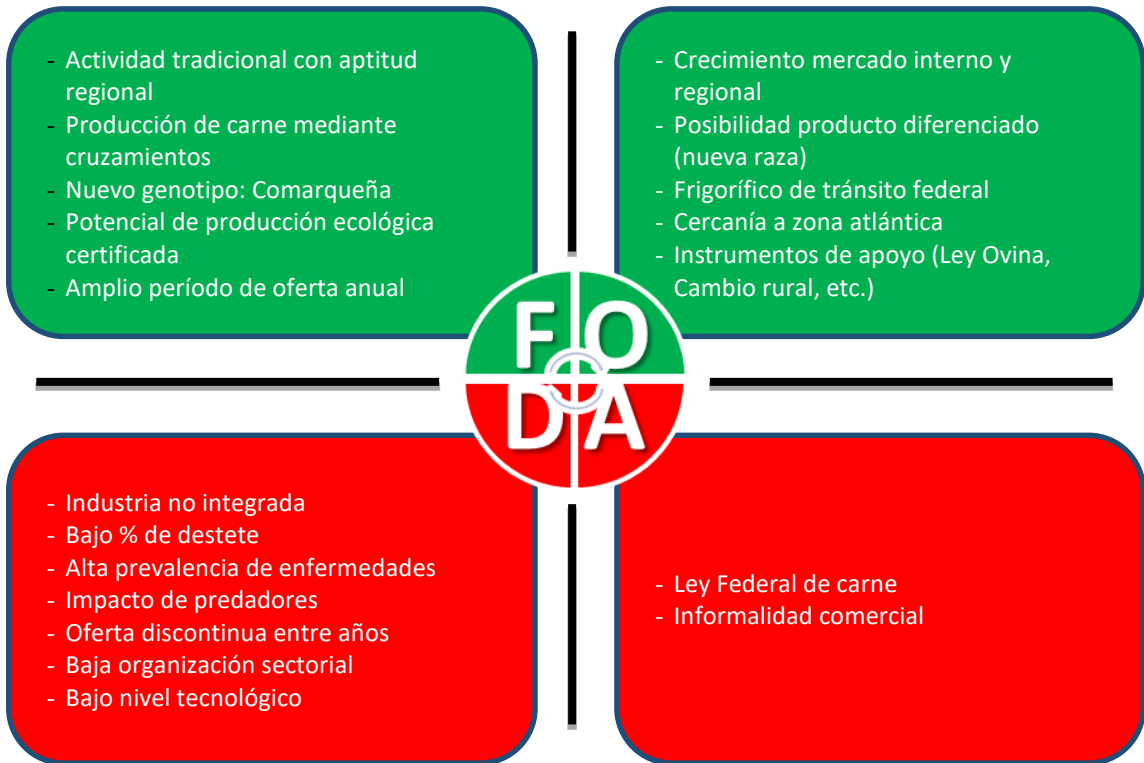 - Actividad tradicional con aptitud
regional
- Producción de carne mediante
cruzamientos
- Nuevo genotipo: Comarqueña
- Potencial de producción ecológica
certificada
- Amplio período de oferta anual
- Crecimiento mercado interno y
regional
- Posibilidad producto diferenciado
(nueva raza)
- Frigorífico de tránsito federal
- Cercanía a zona atlántica
- Instrumentos de apoyo (Ley Ovina,
Cambio rural, etc.)
F O
D A
- Industria no integrada
- Bajo % de destete
- Alta prevalencia de enfermedades
- Impacto de predadores
- Oferta discontinua entre años
- Baja organización sectorial
- Bajo nivel tecnológico
- Ley Federal de carne
- Informalidad comercial